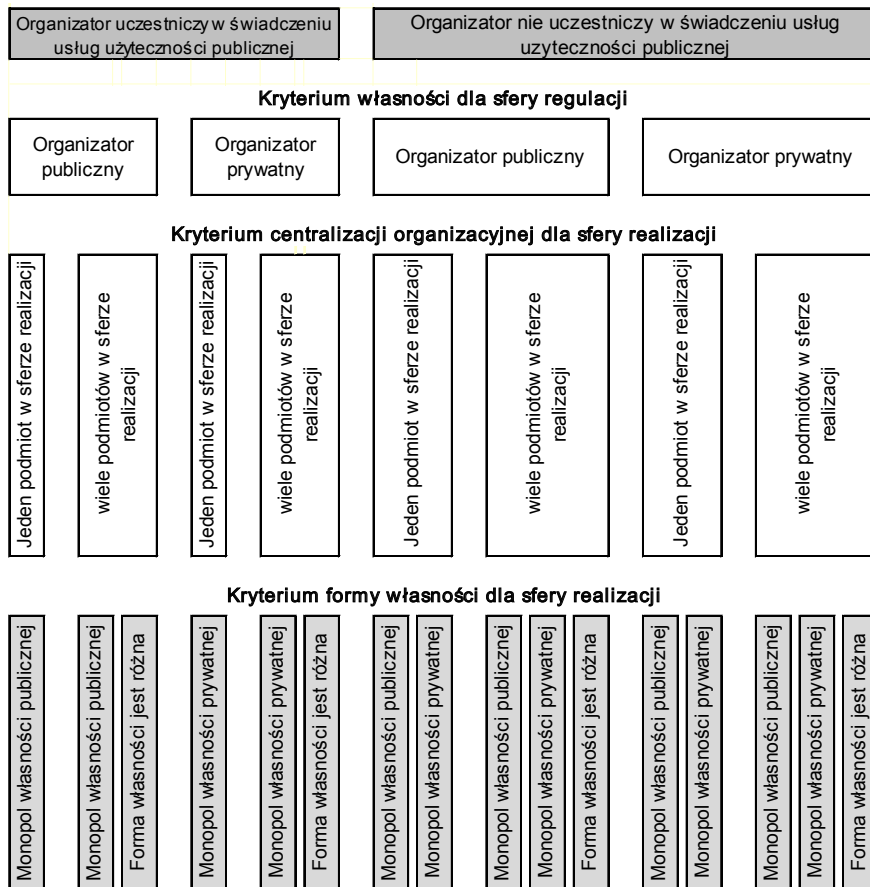 Organizator uczestniczy w świadczeniu
usług użyteczności publicznej
Organizator nie uczestniczy w świadczeniu usług
uzyteczności publicznej
Kryterium własności dla sfery regulacji
Organizator
publiczny
Organizator
prywatny
Organizator publiczny
Organizator prywatny
Kryterium centralizacji organizacyjnej dla sfery realizacji
Jeden podmiot w sferze realizacji
wiele podmiotów w sferze
realizacji
Jeden podmiot w sferze realizacji
wiele podmiotów w sferze
realizacji
Jeden podmiot w sferze realizacji
wiele podmiotów w sferze
realizacji
Jeden podmiot w sferze realizacji
wiele podmiotów w sferze
realizacji
Kryterium formy własności dla sfery realizacji
Monopol własności publicznej
Monopol własności publicznej
Forma własności jest różna
Monopol własności prywatnej
Monopol własności prywatnej
Forma własności jest różna
Monopol własności publicznej
Monopol własności prywatnej
Monopol własności publicznej
Monopol własności prywatnej
Forma własności jest różna
Monopol własności publicznej
Monopol własności prywatnej
Monopol własności publicznej
Monopol własności prywatnej
Forma własności jest różna